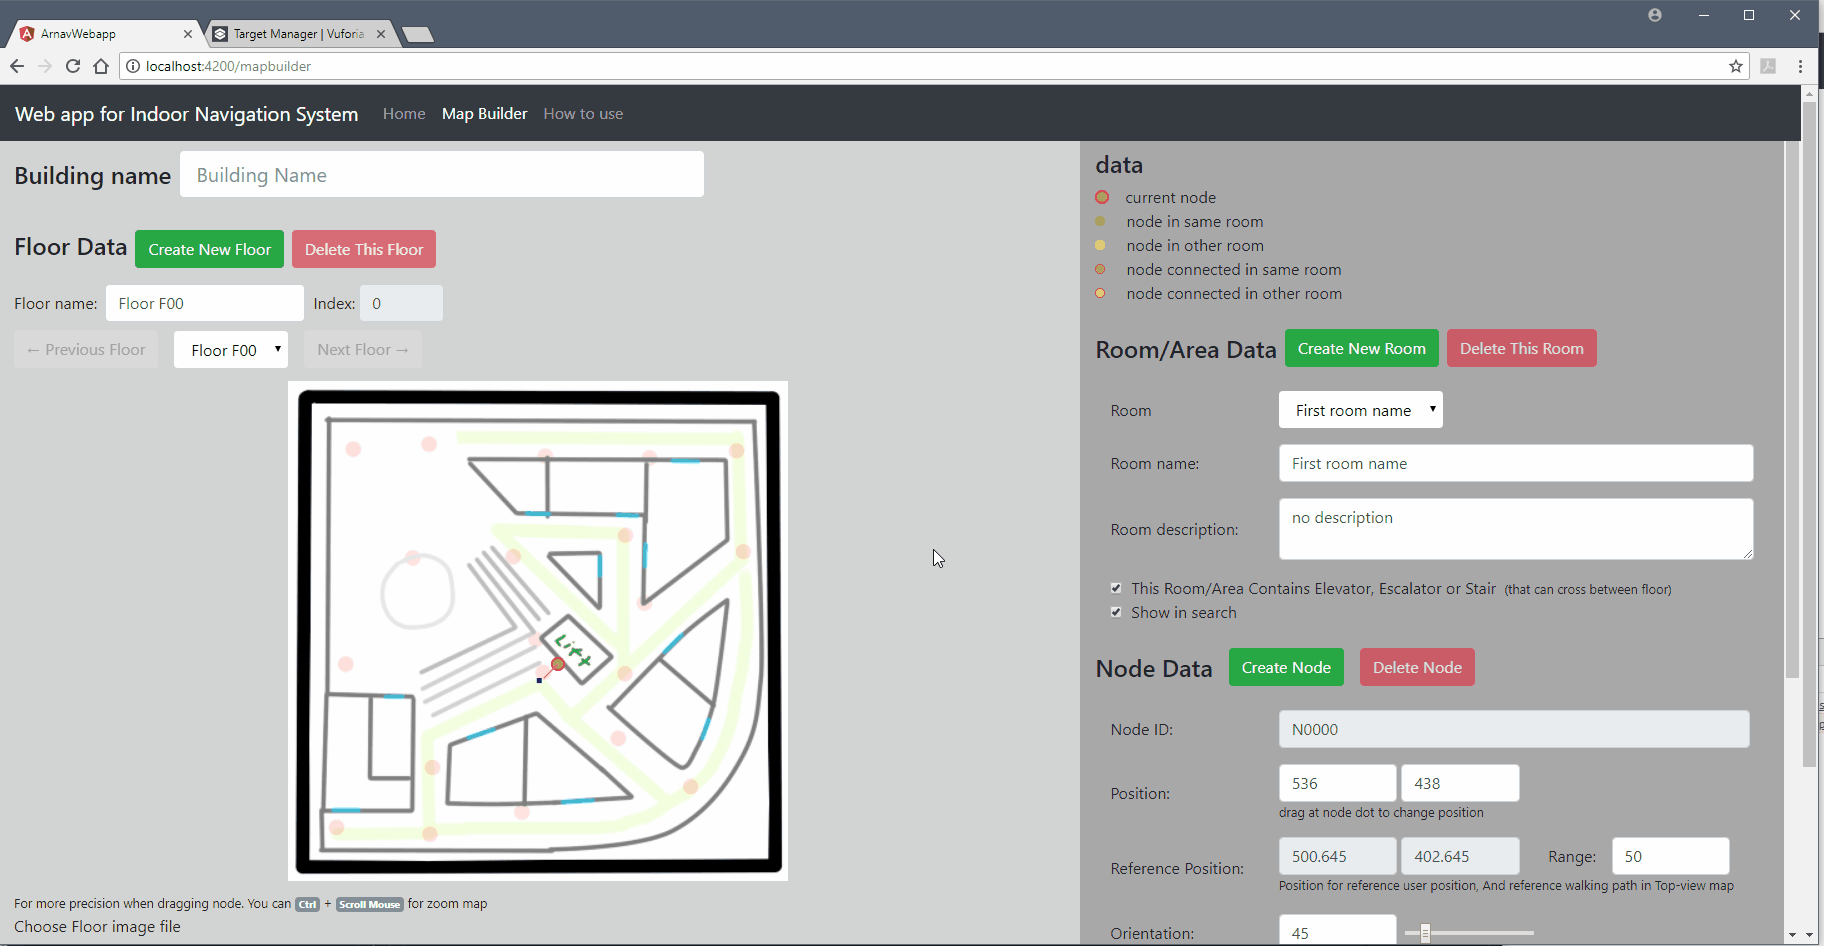 ArnavWebapp
Target Manager | Vuforia
localhost:4200/mapbuilder
Web app for Indoor Navigation System Home Map Builder How to use
Building name Building Name
Floor Data Create New Floor Delete This Floor
Floor name: Floor F00 Index: 0
← Previous Floor Floor F00 Next Floor →
Lift
For more precision when dragging node. You can Ctrl + Scroll Mouse for zoom map
Choose Floor image file
data
current node
node in same room
node in other room
node connected in same room
node connected in other room
Room/Area Data Create New Room Delete This Room
Room First room name
Room name: First room name
Room description: no description
This Room/Area Contains Elevator, Escalator or Stair (that can cross between floor)
Show in search
Node Data Create Node Delete Node
Node ID: N0000
Position: 536 438
drag at node dot to change position
Reference Position: 500.645 402.645 Range: 50
Position for reference user position, And reference walking path in Top-view map
Orientation: 45